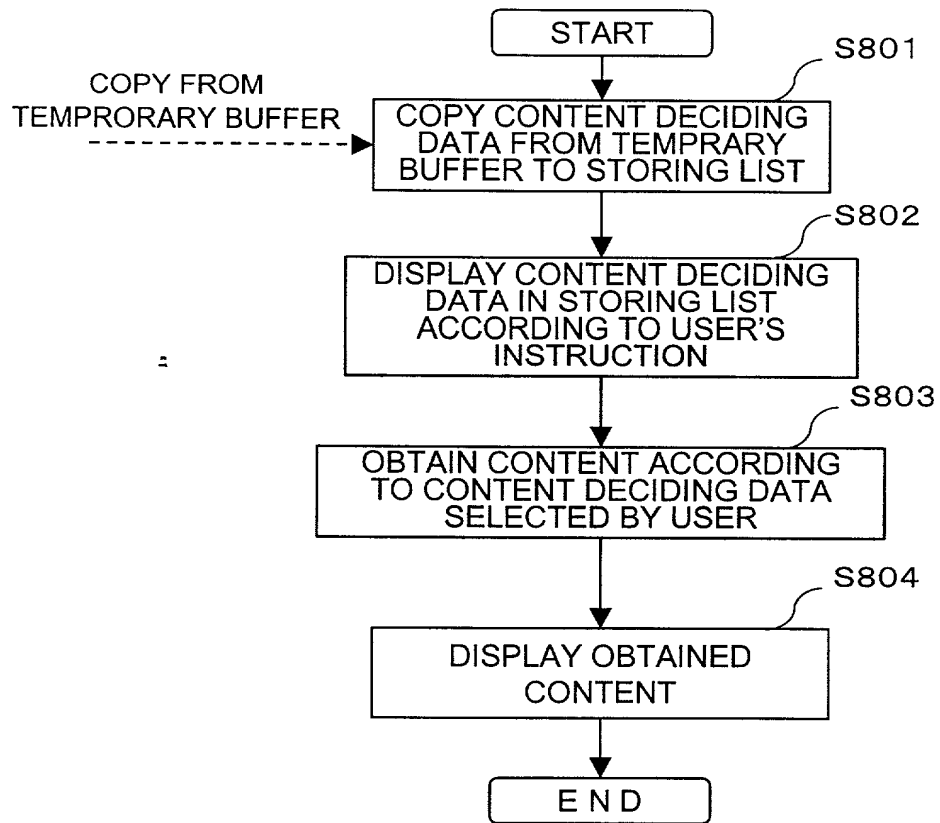 START
S801
COPY FROM
TEMPRORARY BUFFER
COPY CONTENT DECIDING
DATA FROM TEMPRARY
BUFFER TO STORING LIST
S802
DISPLAY CONTENT DECIDING
DATA IN STORING LIST
ACCORDING TO USER'S
INSTRUCTION
S803
OBTAIN CONTENT ACCORDING
TO CONTENT DECIDING DATA
SELECTED BY USER
S804
DISPLAY OBTAINED
CONTENT
END